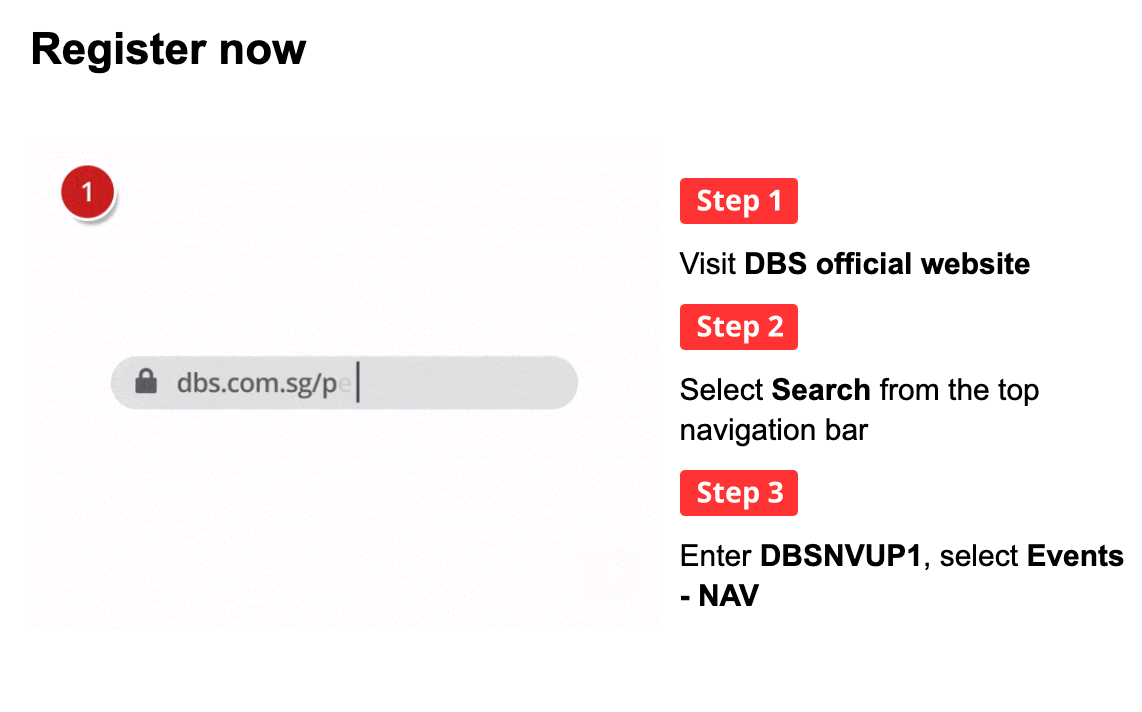 Register now
1
dbs.com.sg/pe
Step 1
Visit DBS official website
Step 2
Select Search from the top
navigation bar
Step 3
Enter DBSNVUP1, select Events
- NAV